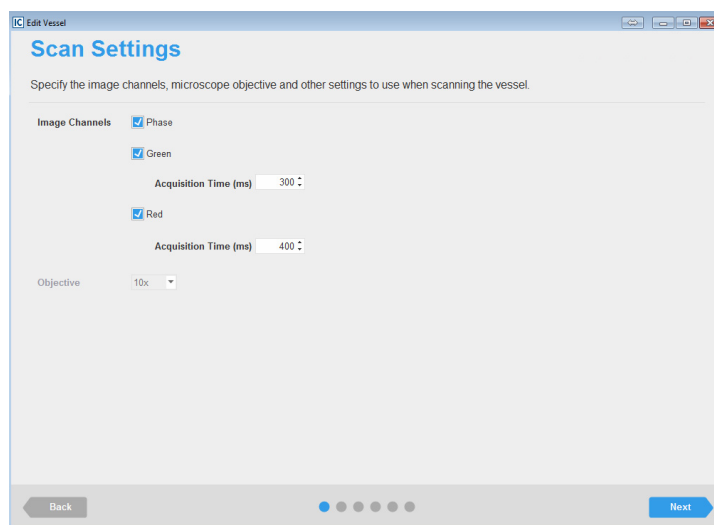 IC Edit Vessel
Scan Settings
Specify the image channels, microscope objective and other settings to use when scanning the vessel.
Image Channels Phase
Green
Acquisition Time (ms) 300
Red
Acquisition Time (ms) 400
Objective 10x
Back Next